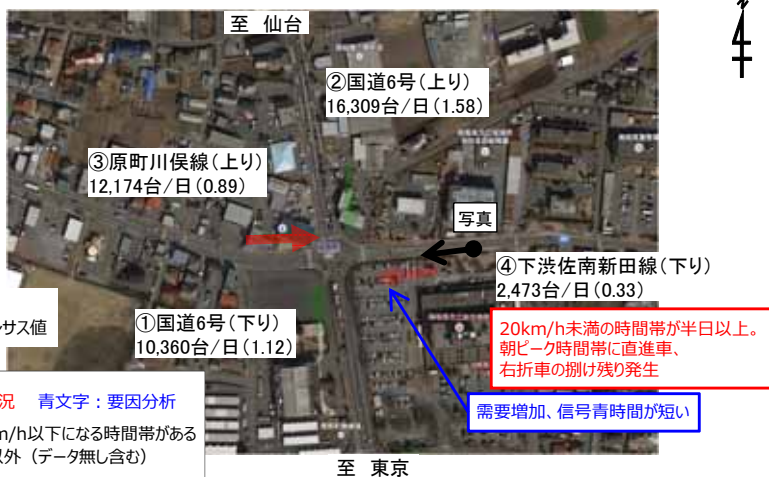 至 仙台
②国道6号(上り)
16,309台/日(1.58)
③原町川俣線(上り)
12,174台/日(0.89)
写真
④下渋佐南新田線(下り)
2,473台/日(0.33)
サス値
①国道6号(下り)
10,360台/日(1.12)
20km/h未満の時間帯が半日以上。
朝ピーク時間帯に直進車、
右折車の捌け残り発生
況 青文字：要因分析
m/h以下になる時間帯がある
以外（データ無し含む）
需要増加、信号青時間が短い
至 東京